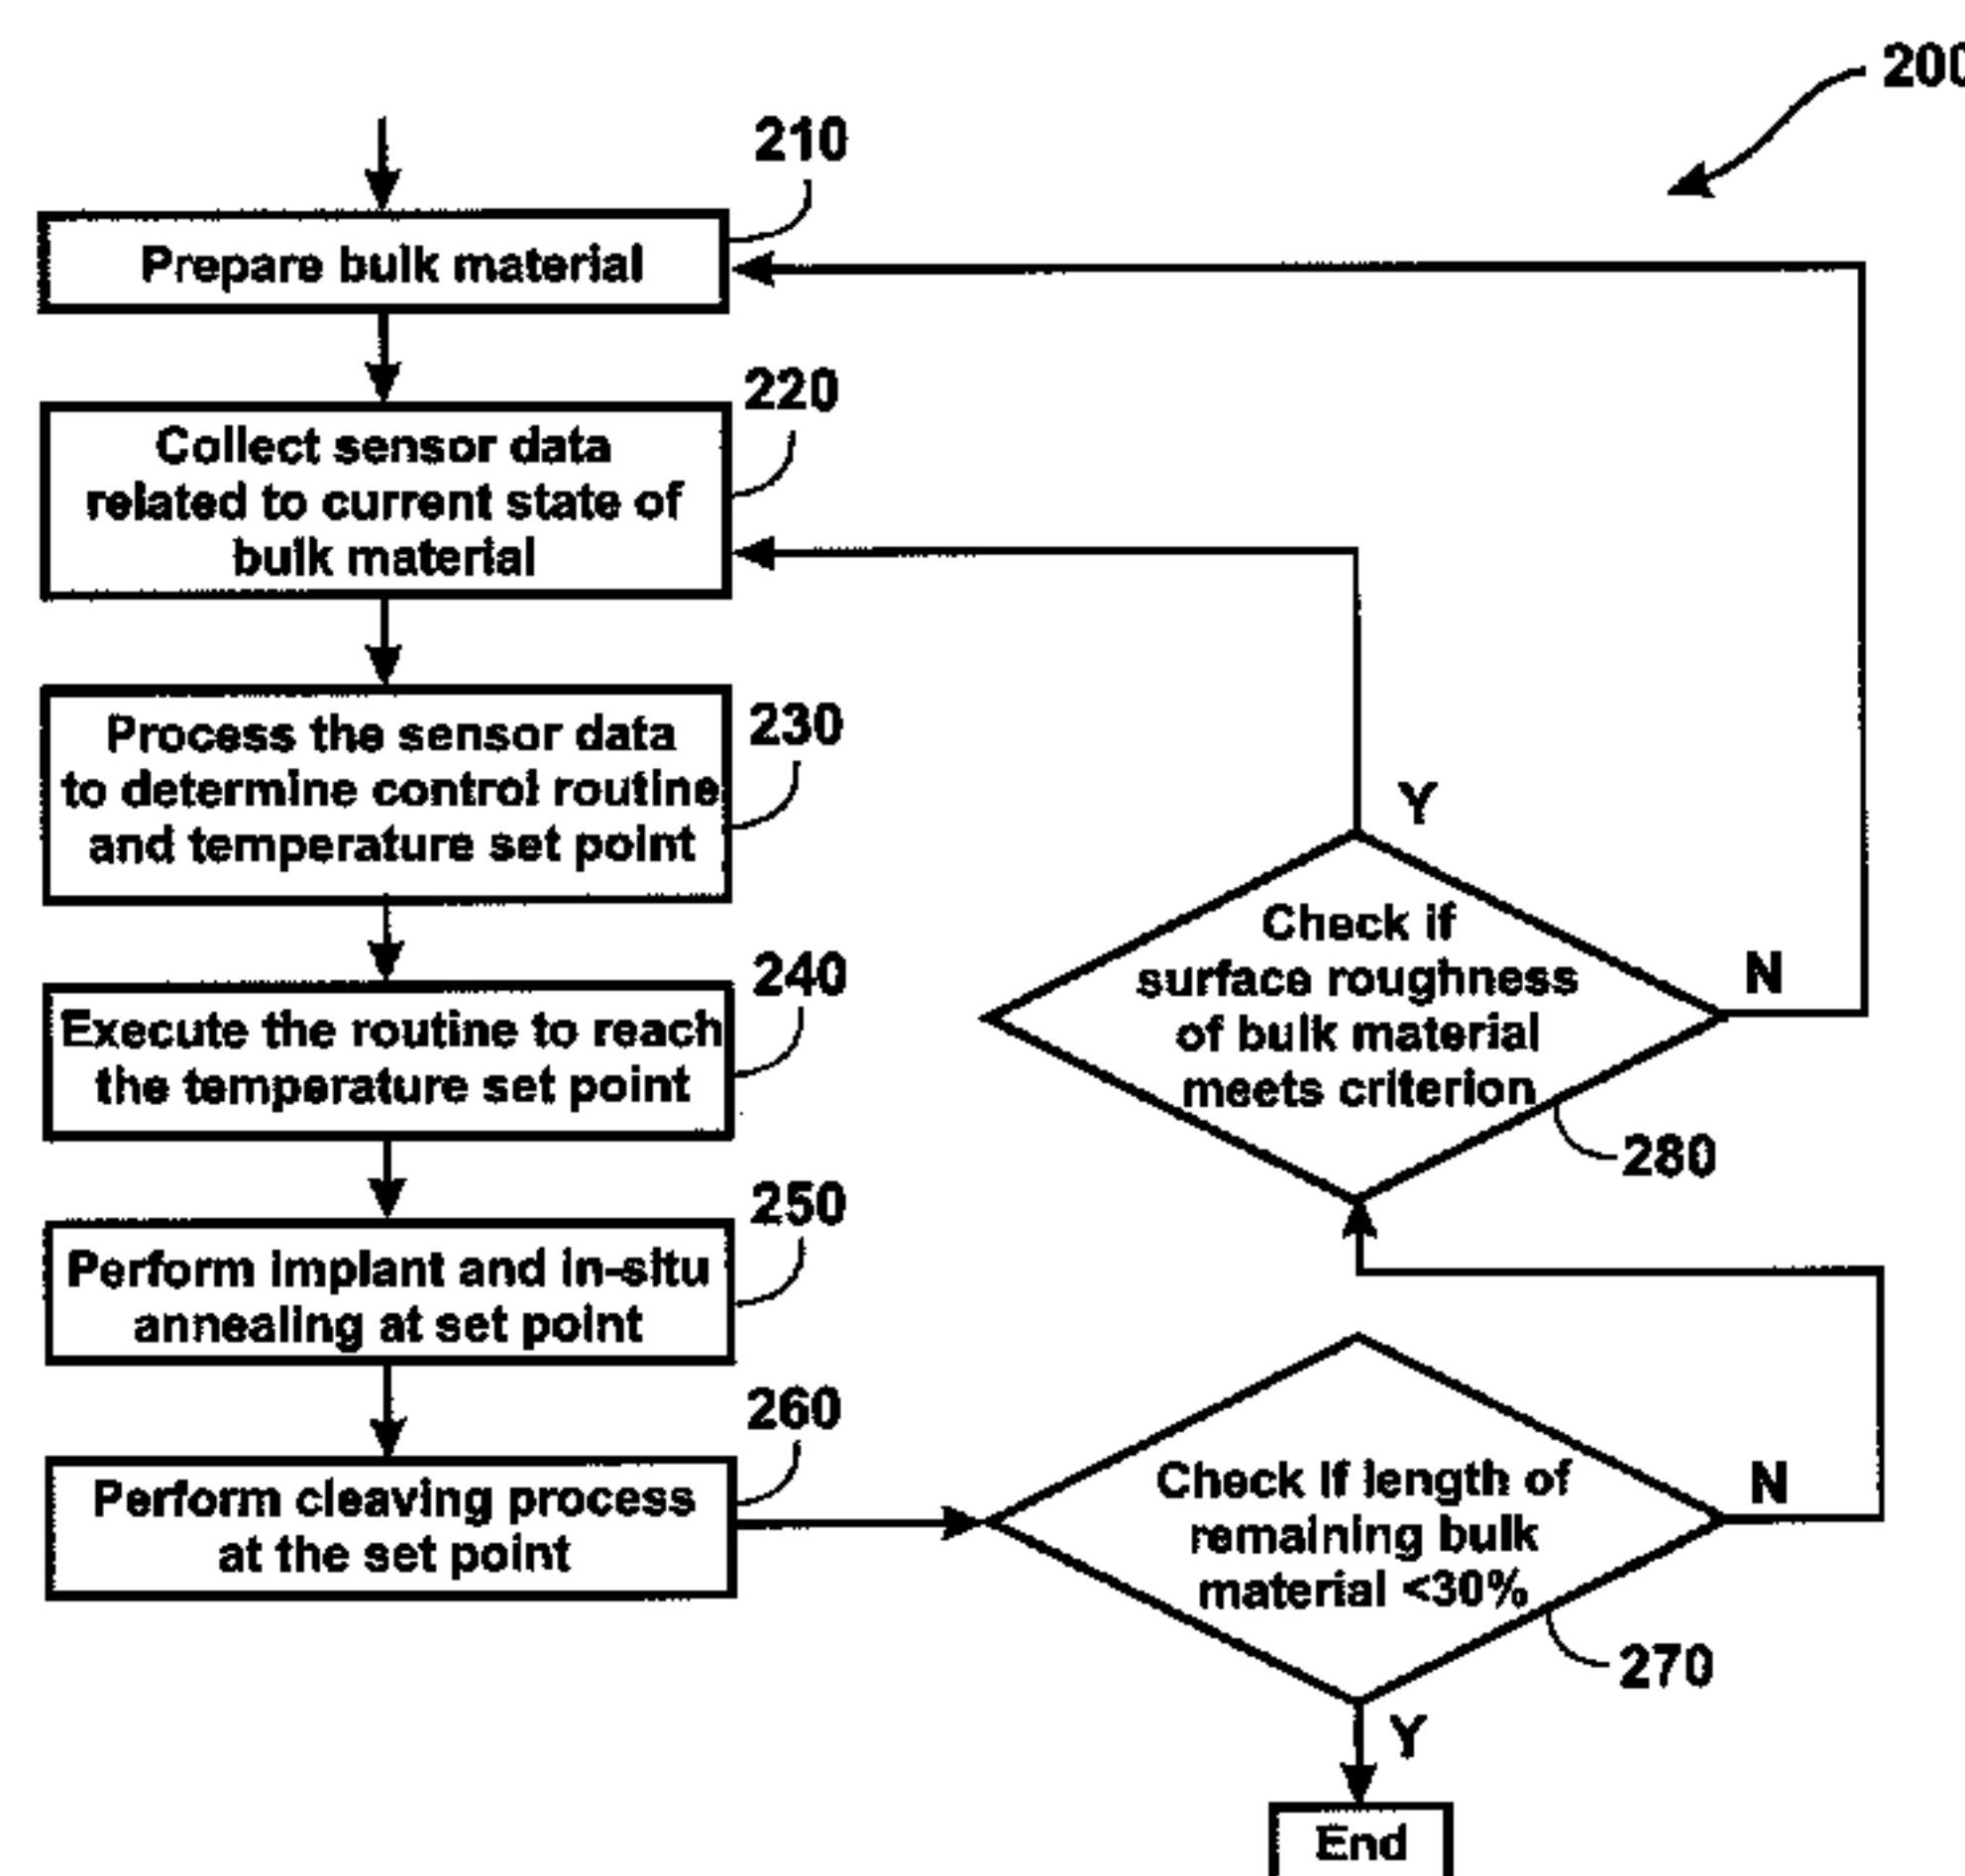 200
210
Prepare bulk material
220
Collect sensor data
related to current state of
bulk material
230
Process the sensor data
to determine control routine
and temperature set point
240
Execute the routine to reach
the temperature set point
250
Perform implant and in-situ
annealing at set point
260
Perform cleaving process
at the set point
Y
Check if
surface roughness
of bulk material
meets criterion
N
280
Check if length of
remaining bulk
material <30%
N
270
Y
End